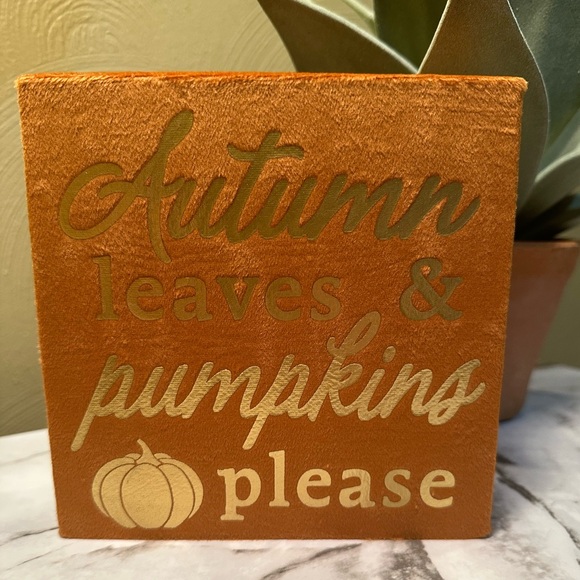 Autumn
leaves &
pumpkins
please